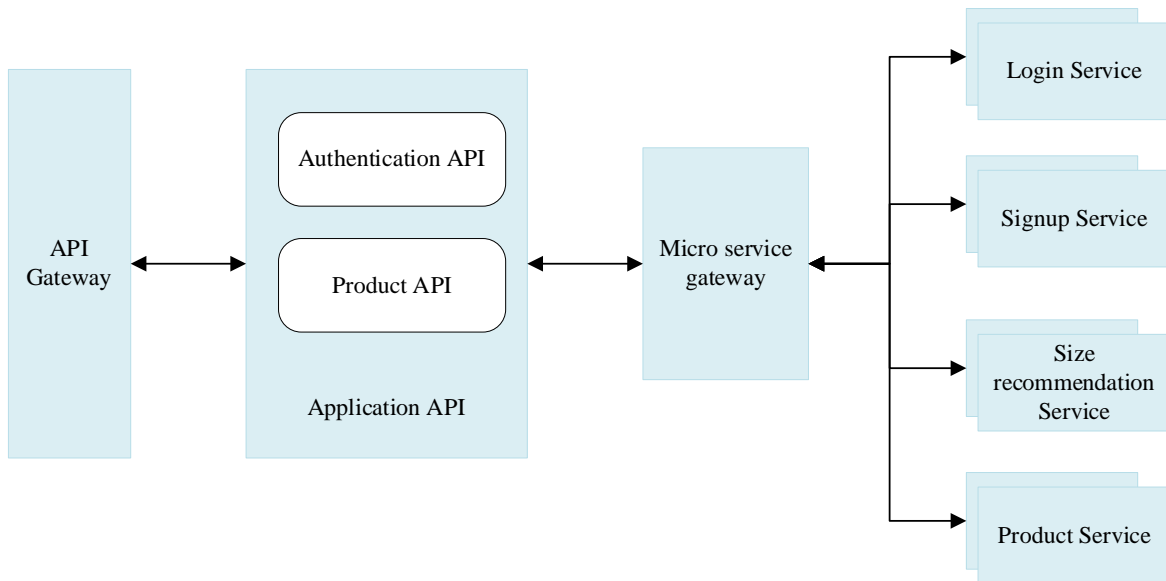 API
Gateway
Authentication API
Product API
Application API
Micro service
gateway
Login Service
Signup Service
Size
recommendation
Service
Product Service